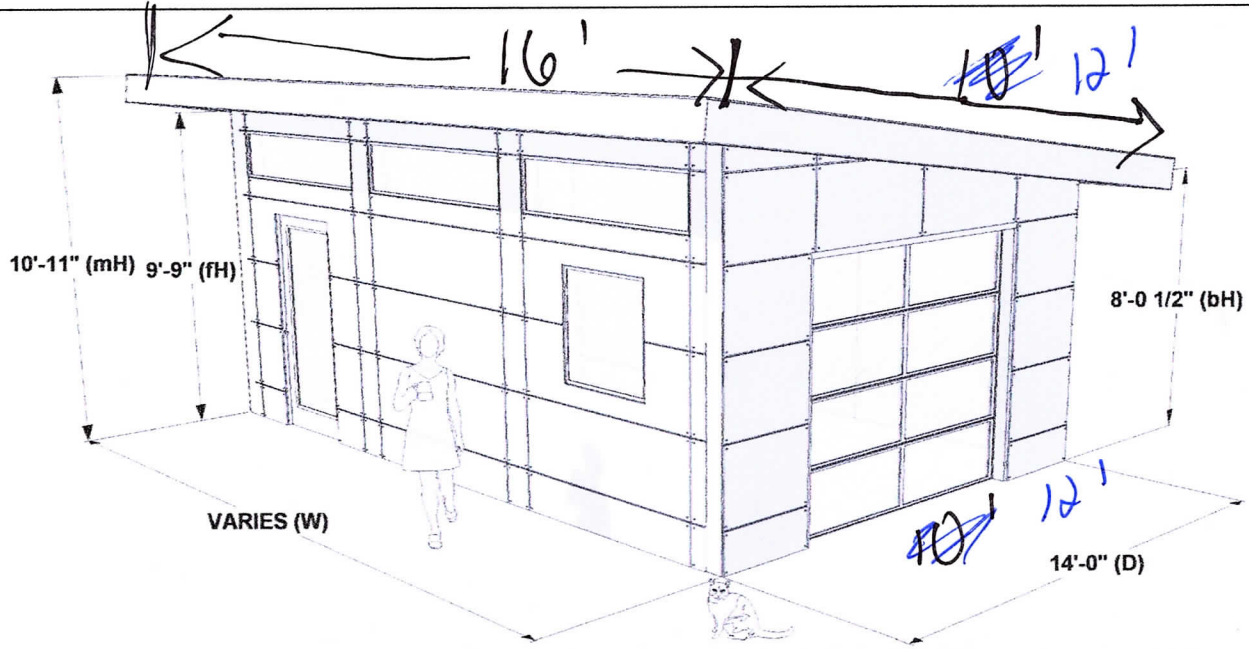 16'
10' 12'
10'-11" (mH)
9'-9" (fH)
8'-0 1/2" (bH)
VARIES (W)
10' 12'
14'-0" (D)